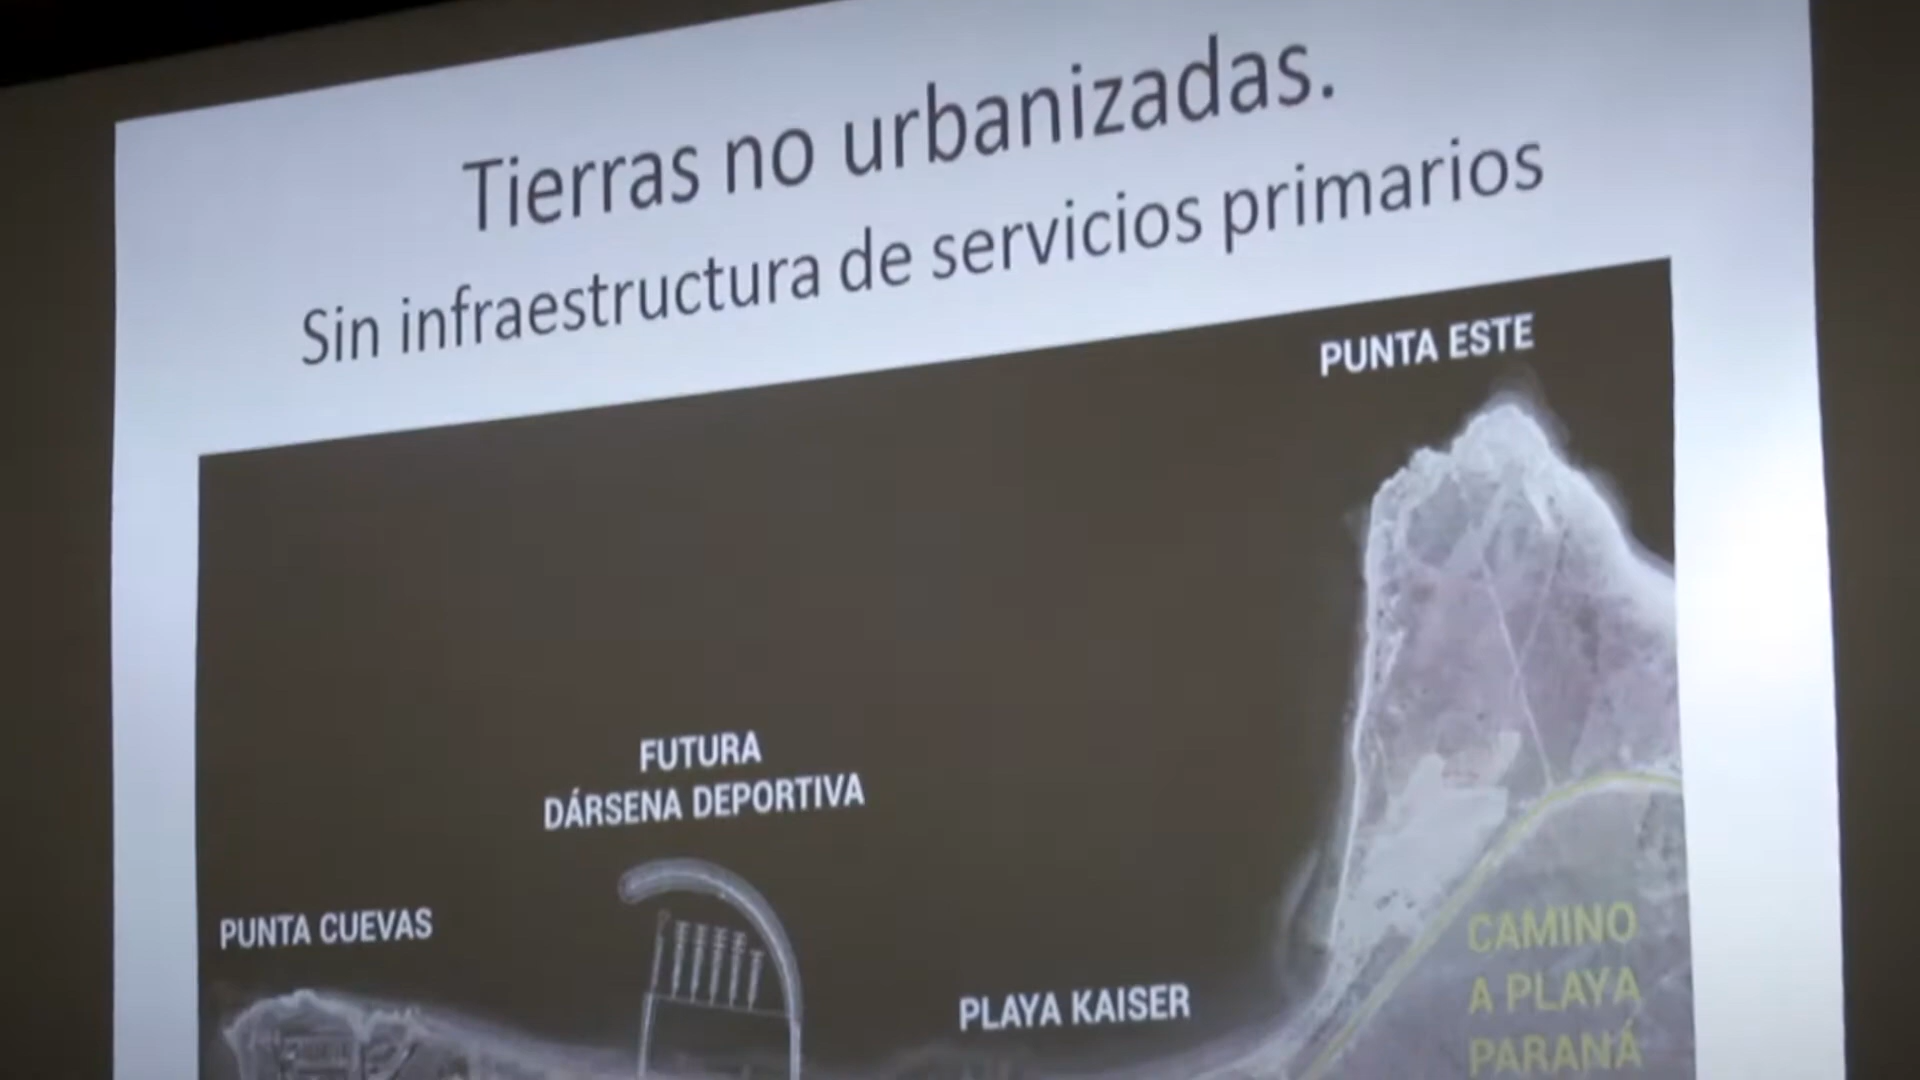 Tierras no urbanizadas.
Sin infraestructura de servicios primarios
PUNTA ESTE
FUTURA
DÁRSENA DEPORTIVA
PUNTA CUEVAS
PLAYA KAISER
CAMINO
A PLAYA
PARANÁ